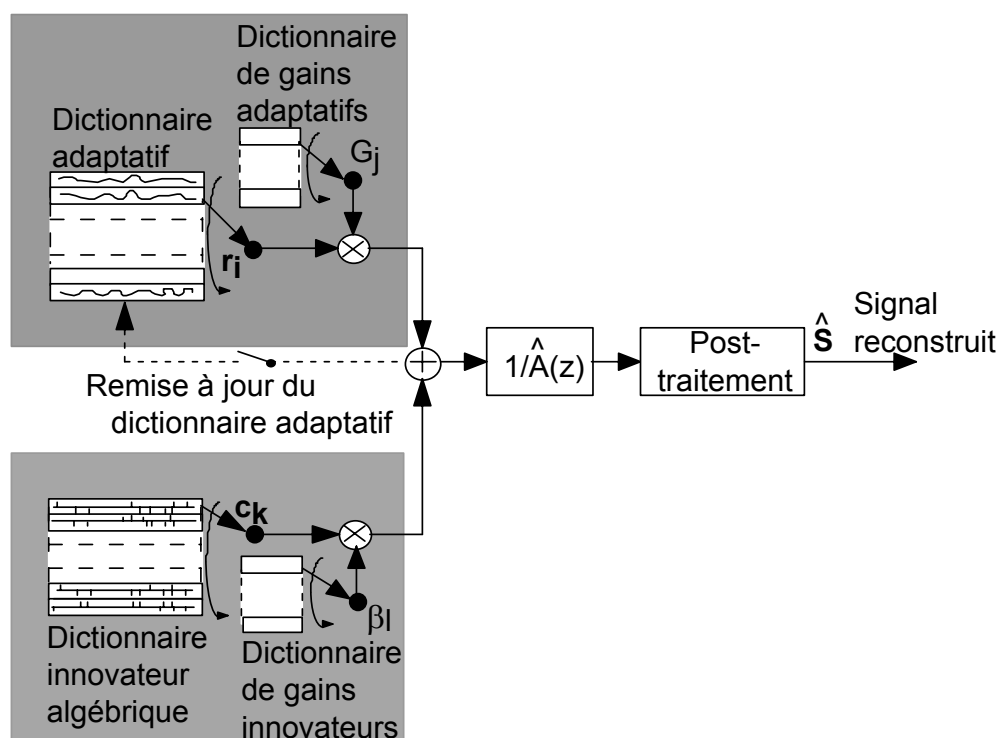 Dictionnaire
de gains
adaptatifs
Dictionnaire
adaptatif
Gj
ri
Remise à jour du
dictionnaire adaptatif
1/Â(z)
Post-
traitement
Ŝ
Signal
reconstruit
ck
βl
Dictionnaire
innovateur
algébrique
Dictionnaire
de gains
innovateurs